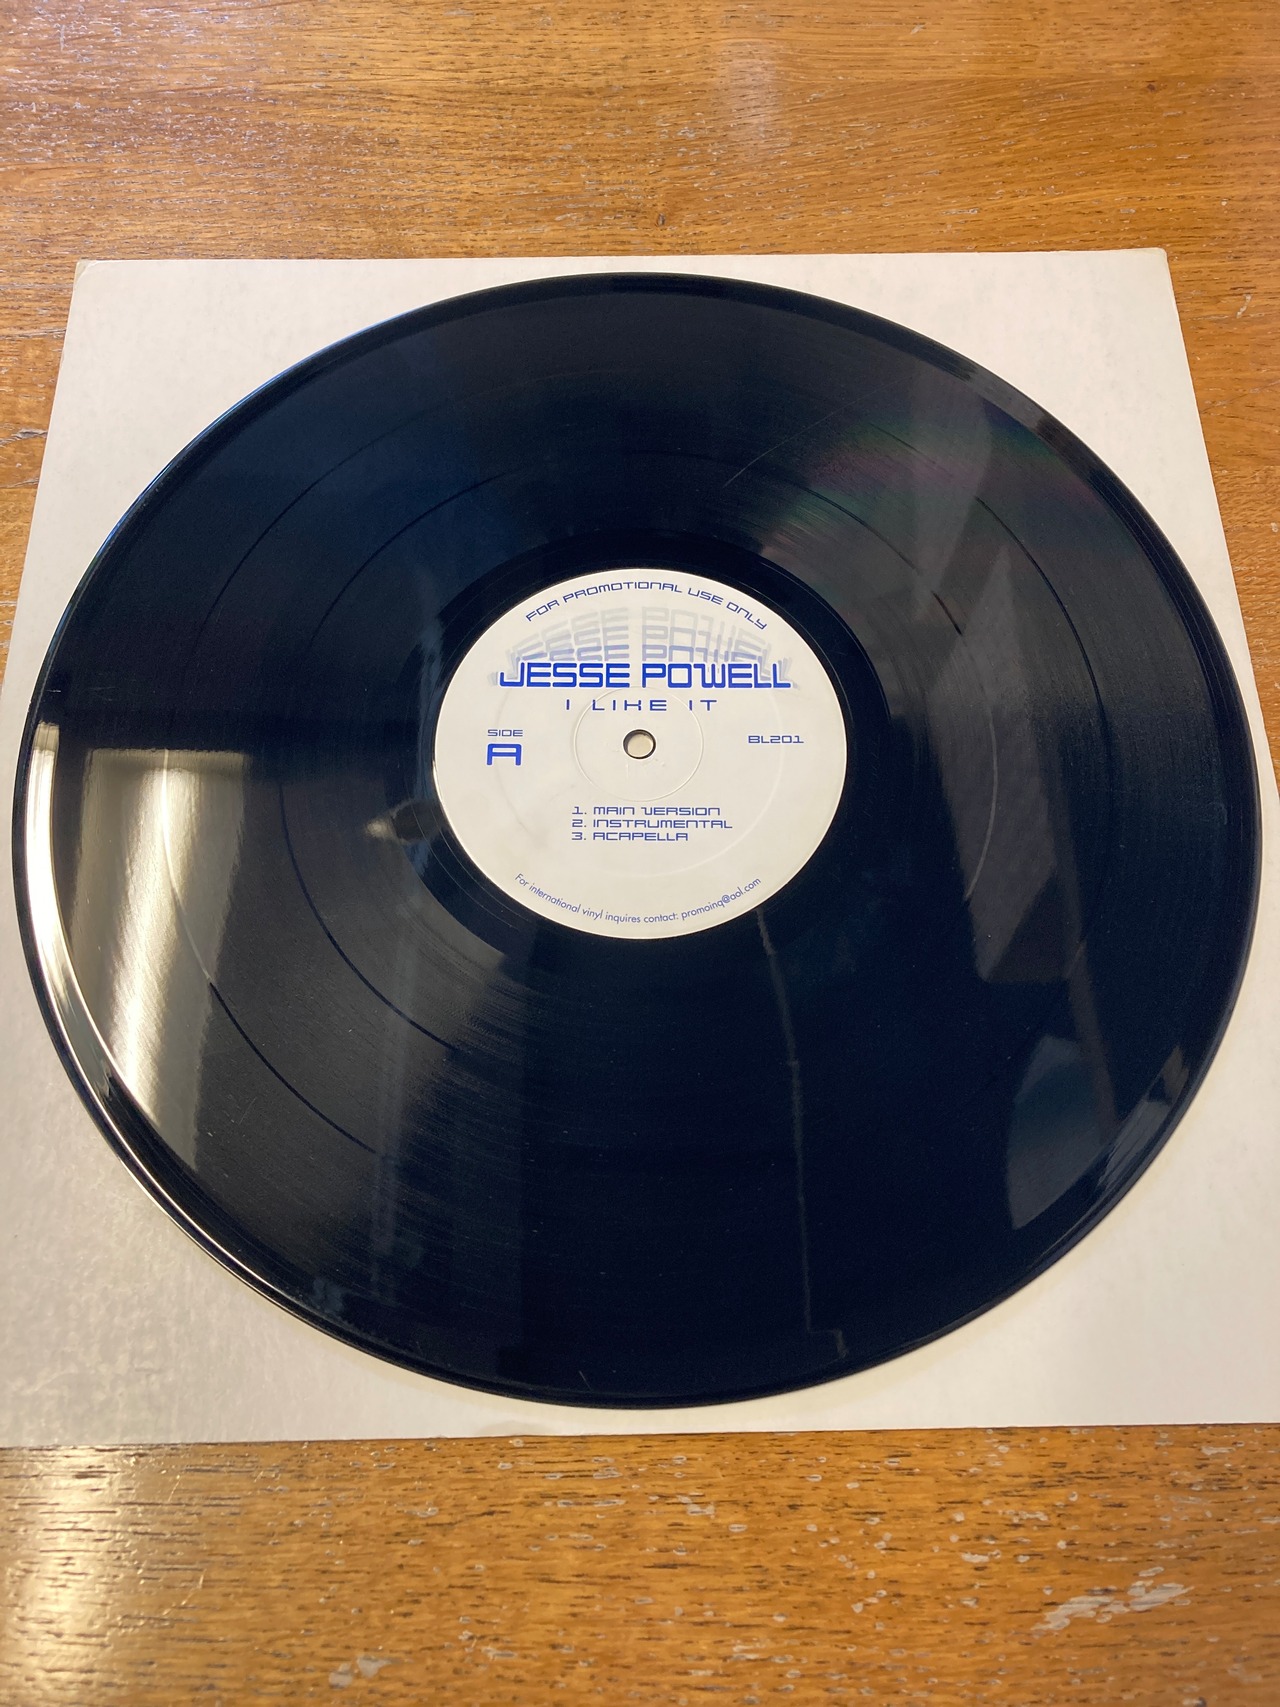 FOR PROMOTIONAL USE ONLY
JESSE POWELL
I LIKE IT
SIDE
A
BL201
1. MAIN VERSION
2. INSTRUMENTAL
3. ACAPELLA
For international vinyl inquires contact: promoinq@aol.com